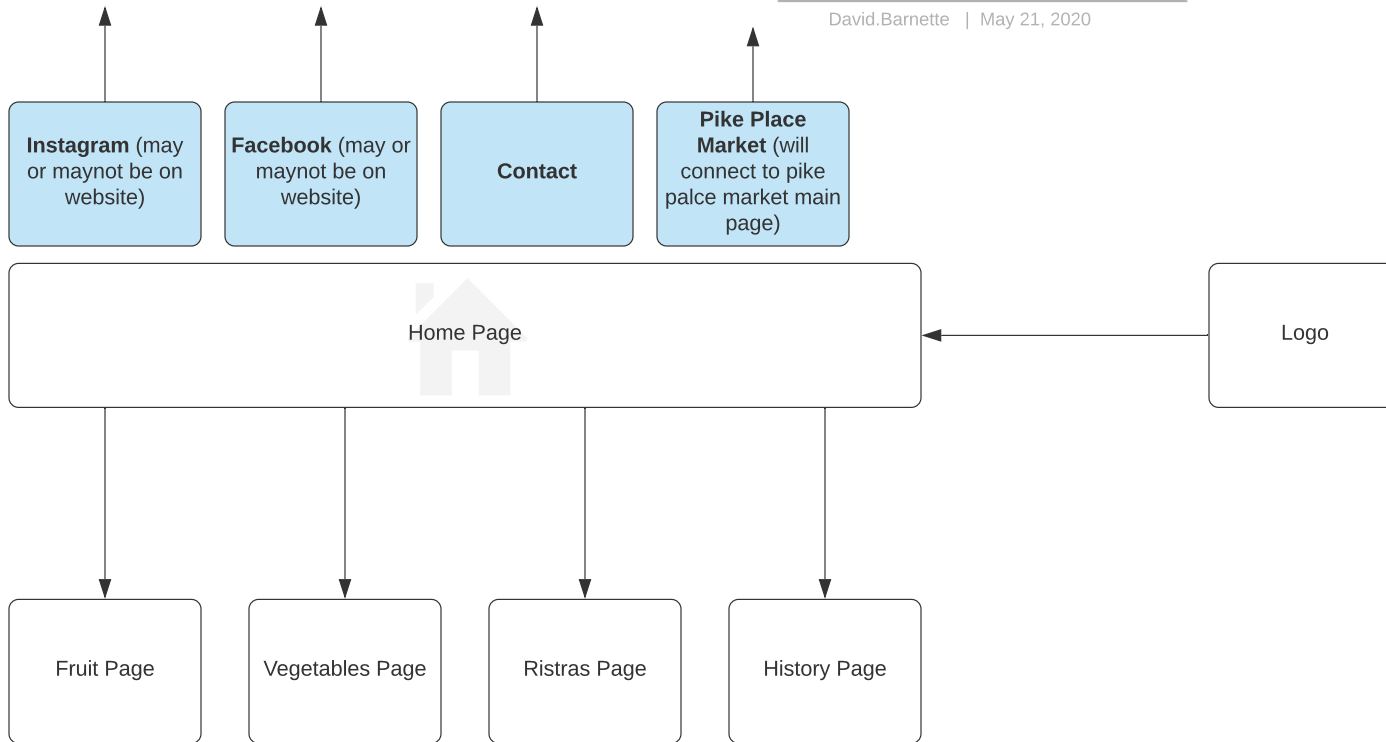 David.Barnette | May 21, 2020
Instagram (may
or maynot be on
website)
Facebook (may or
maynot be on
website)
Contact
Pike Place
Market (will
connect to pike
palce market main
page)
Home Page
Logo
Fruit Page
Vegetables Page
Ristras Page
History Page